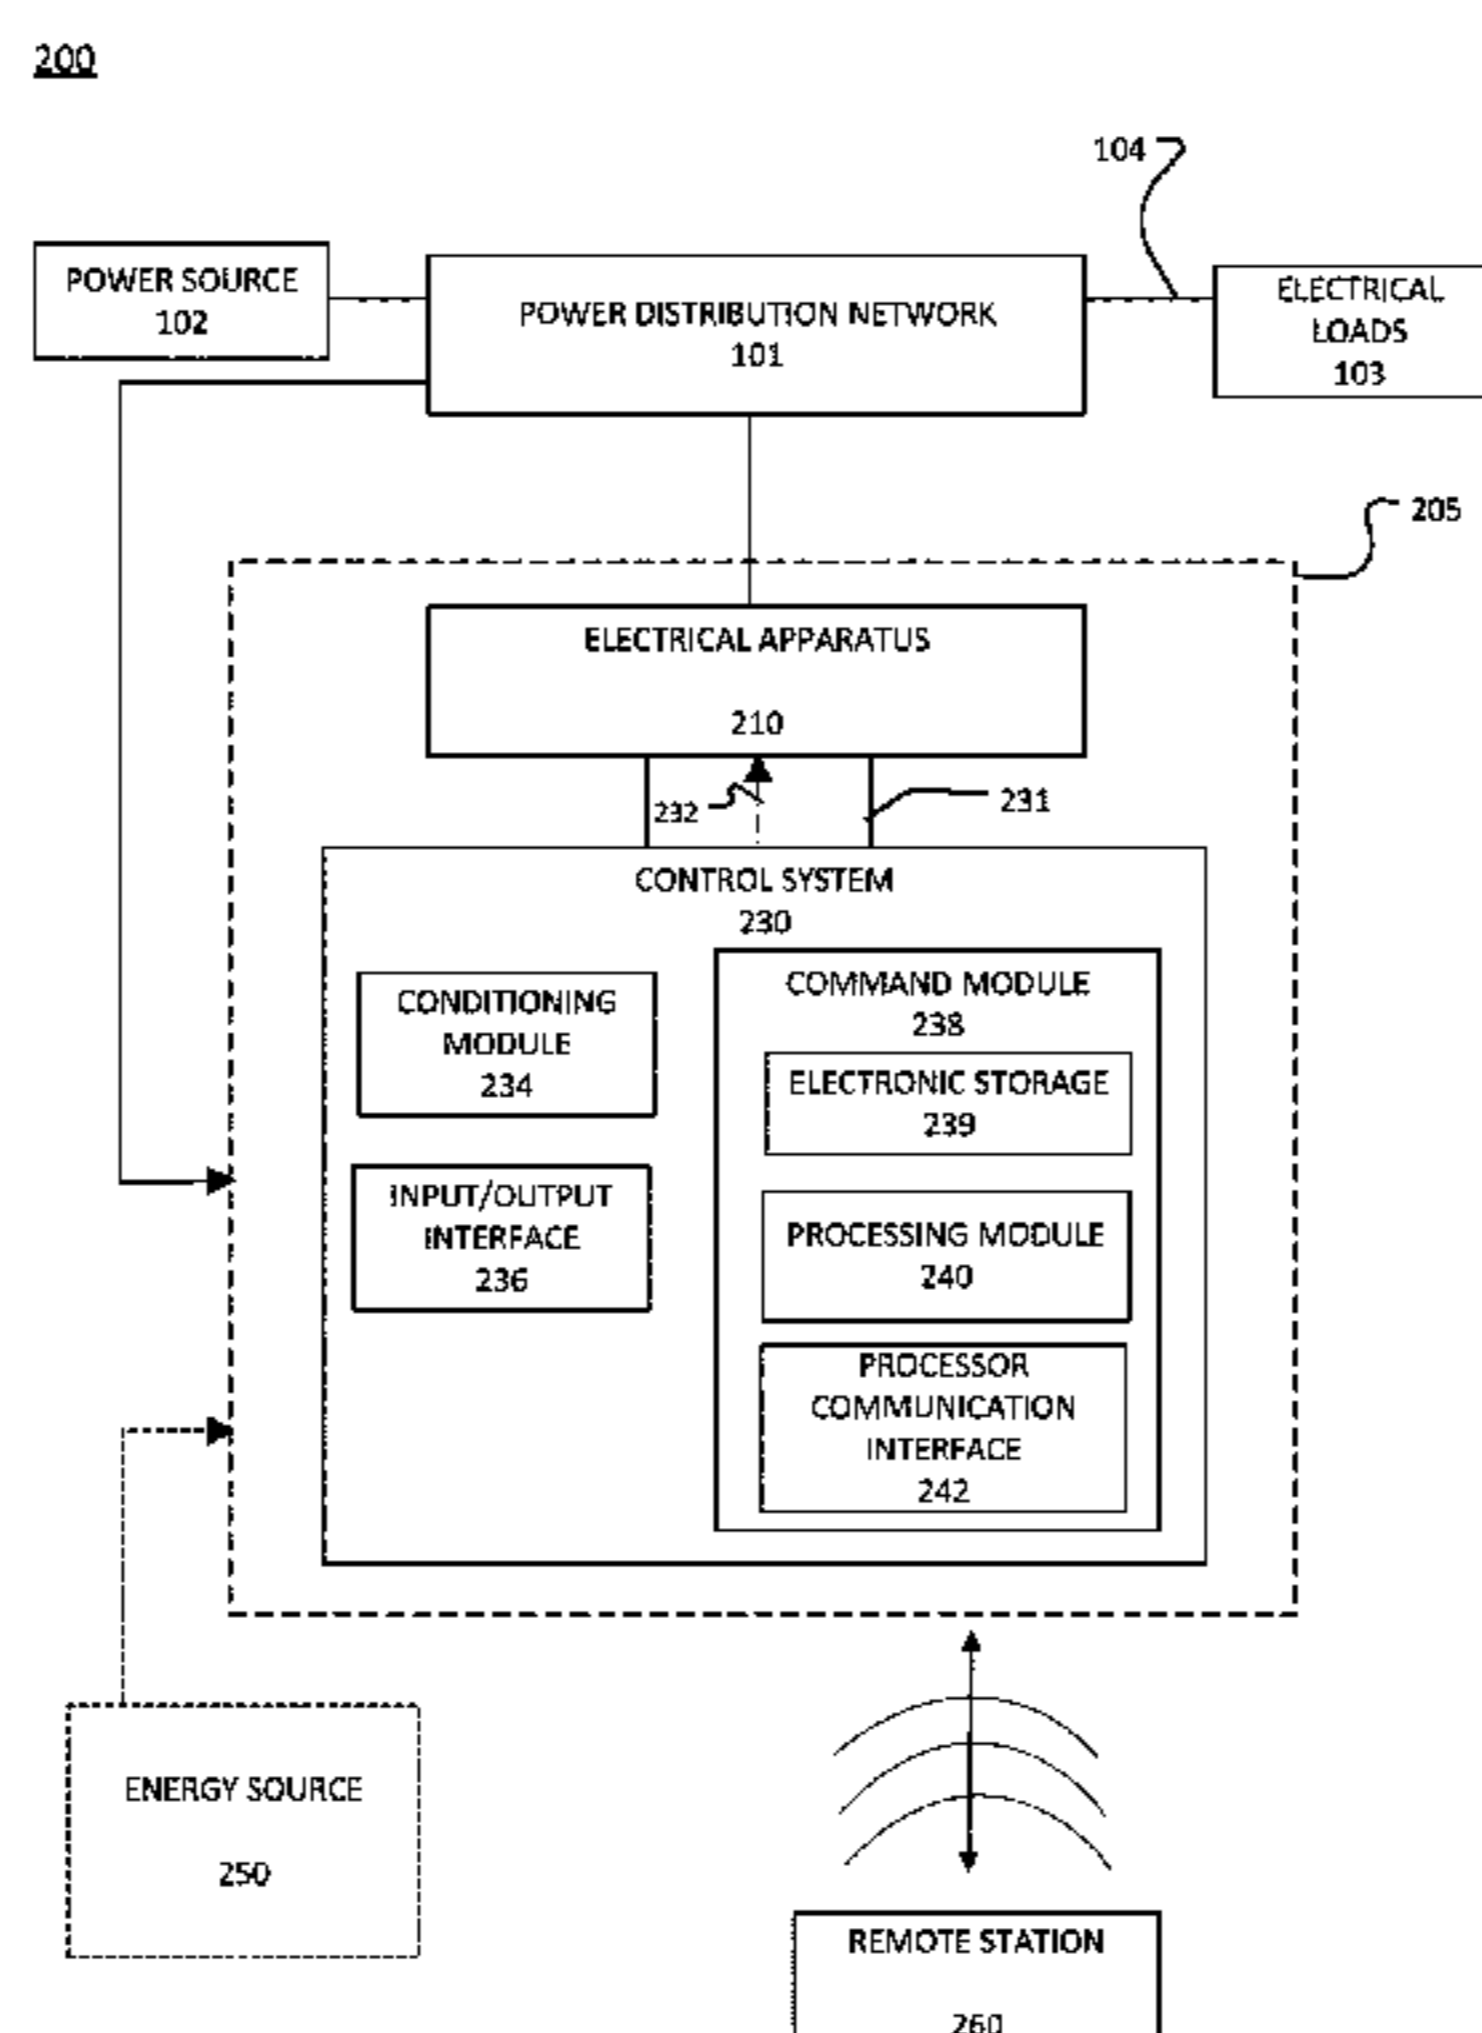 200
104
POWER SOURCE
102
POWER DISTRIBUTION NETWORK
101
ELECTRICAL
LOADS
103
205
ELECTRICAL APPARATUS
210
232
231
CONTROL SYSTEM
230
CONDITIONING
MODULE
234
INPUT/OUTPUT
INTERFACE
236
COMMAND MODULE
238
ELECTRONIC STORAGE
239
PROCESSING MODULE
240
PROCESSOR
COMMUNICATION
INTERFACE
242
ENERGY SOURCE
250
REMOTE STATION
260